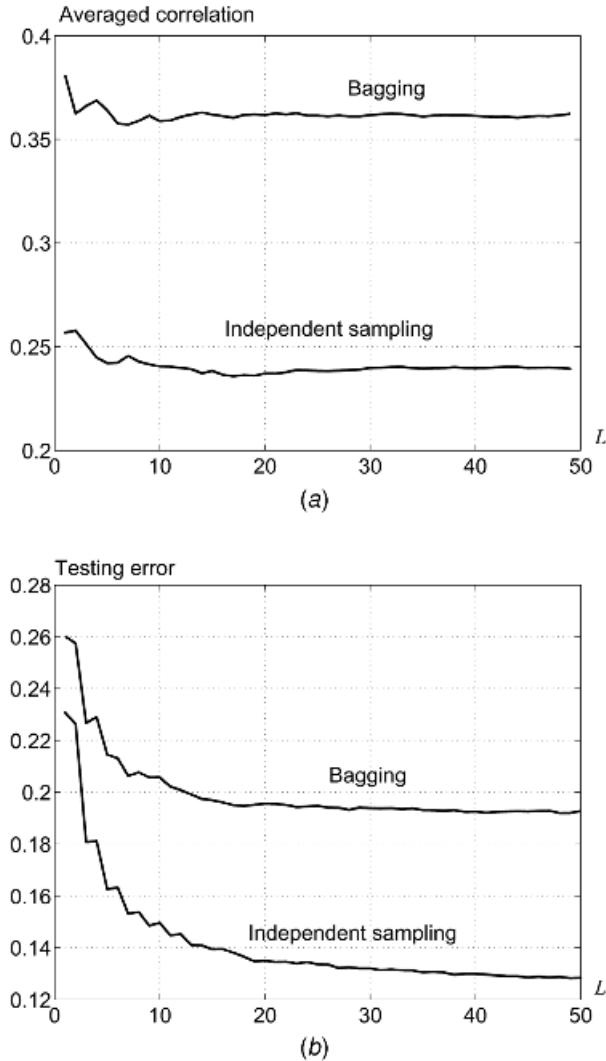 Averaged correlation
0.4
Bagging
0.35
0.3
Independent sampling
0.25
0.2
L
0 10 20 30 40 50
(a)
Testing error
0.28
0.26
0.24
0.22
Bagging
0.2
0.18
0.16
Independent sampling
0.14
0.12
L
0 10 20 30 40 50
(b)